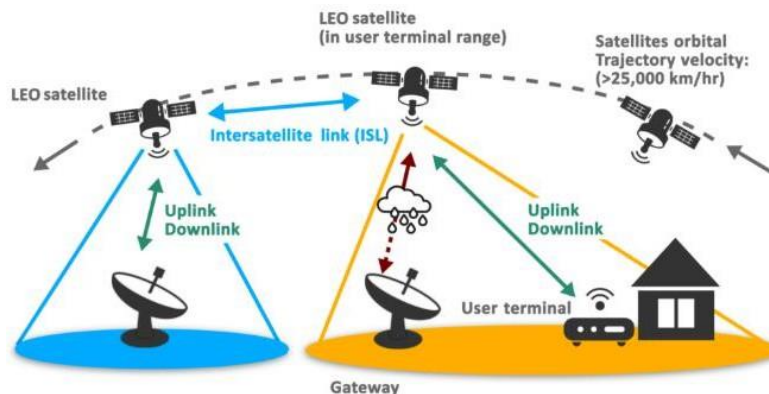 LEO satellite
(in user terminal range)
Satellites orbital
Trajectory velocity:
(>25,000 km/hr)
LEO satellite
Intersatellite link (ISL)
Uplink
Downlink
Uplink
Downlink
User terminal
Gateway